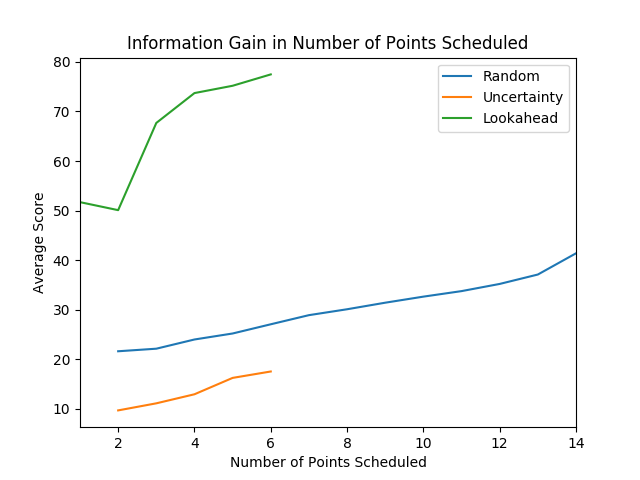 Information Gain in Number of Points Scheduled
80
70
60
50
40
30
20
10
Average Score
Random
Uncertainty
Lookahead
2 4 6 8 10 12 14
Number of Points Scheduled